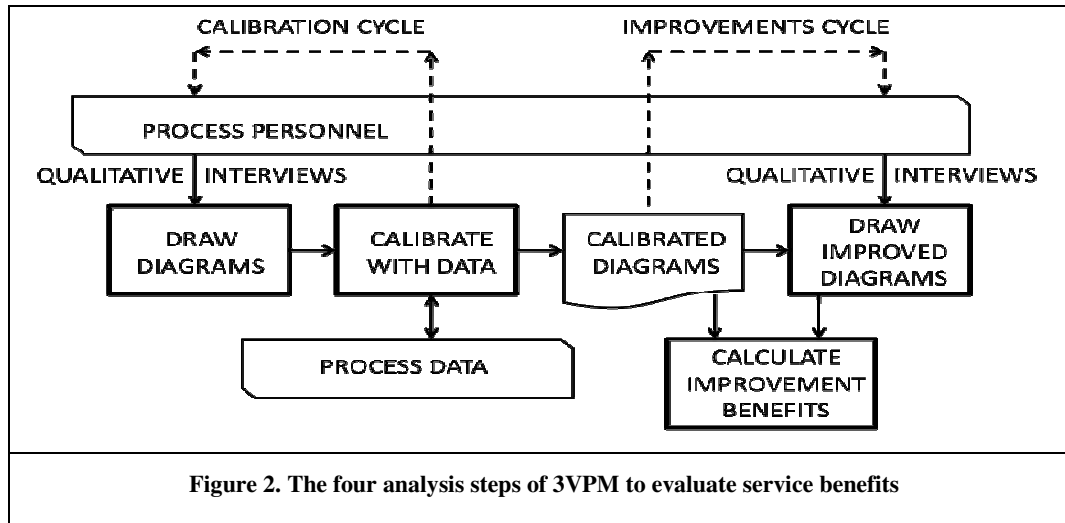 CALIBRATION CYCLE
IMPROVEMENTS CYCLE
PROCESS PERSONNEL
QUALITATIVE INTERVIEWS
QUALITATIVE INTERVIEWS
DRAW
DIAGRAMS
CALIBRATE
WITH DATA
CALIBRATED
DIAGRAMS
DRAW
IMPROVED
DIAGRAMS
PROCESS DATA
CALCULATE
IMPROVEMENT
BENEFITS
Figure 2. The four analysis steps of 3VPM to evaluate service benefits